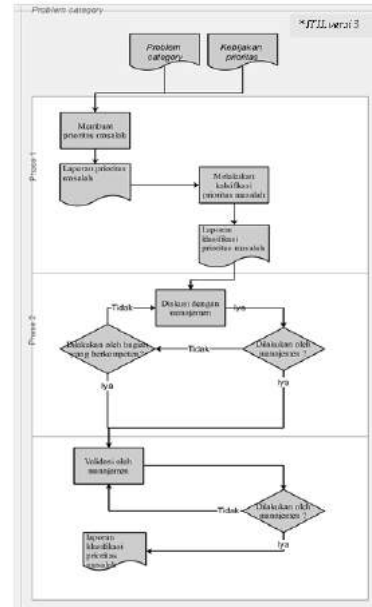 Problem category
*ITIL versi 3
Problem
category
Kebijakan
prioritas
Phase 1
Membuat
prioritas masalah
Laporan prioritas
masalah
Melakukan
klasifikasi
prioritas masalah
Laporan
klasifikasi
prioritas masalah
Phase 2
Diskusi dengan
manajemen
Tidak
Iya
Dilakukan oleh bagian
yang berkompeten?
Tidak
Dilakukan oleh
manajemen ?
Iya
Iya
Validasi oleh
manajemen
Tidak
Dilakukan oleh
manajemen ?
Iya
laporan
klasifikasi
prioritas
masalah